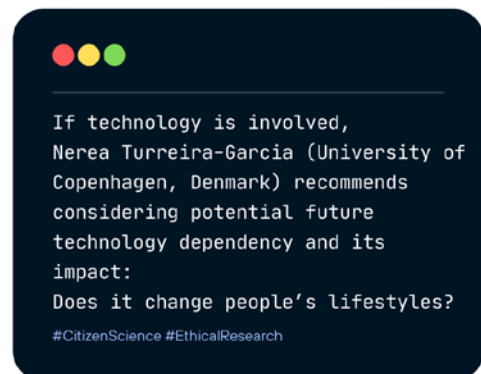 If technology is involved,
Nerea Turreira-Garcia (University of
Copenhagen, Denmark) recommends
considering potential future
technology dependency and its
impact:
Does it change people’s lifestyles?
#CitizenScience #EthicalResearch